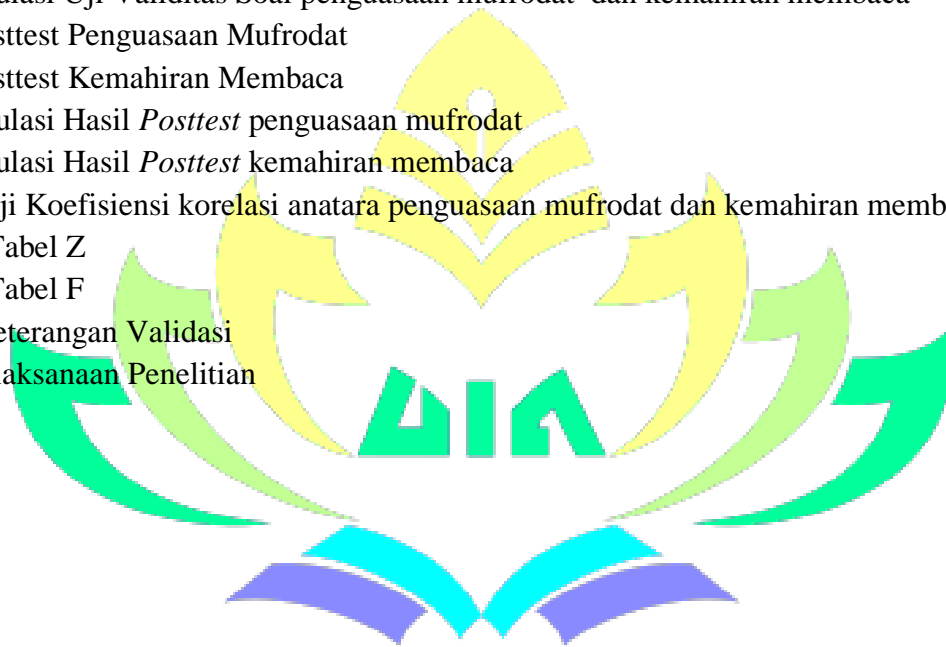 ulasi Uji Validitas Soal penguasaan mufrodat dan kemahiran membaca
sttest Penguasaan Mufrodat
sttest Kemahiran Membaca
ulasi Hasil Posttest penguasaan mufrodat
ulasi Hasil Posttest kemahiran membaca
ji Koefisiensi korelasi anatara penguasaan mufrodat dan kemahiran memb
Tabel Z
Tabel F
eterangan Validasi
laksanaan Penelitian
UIN